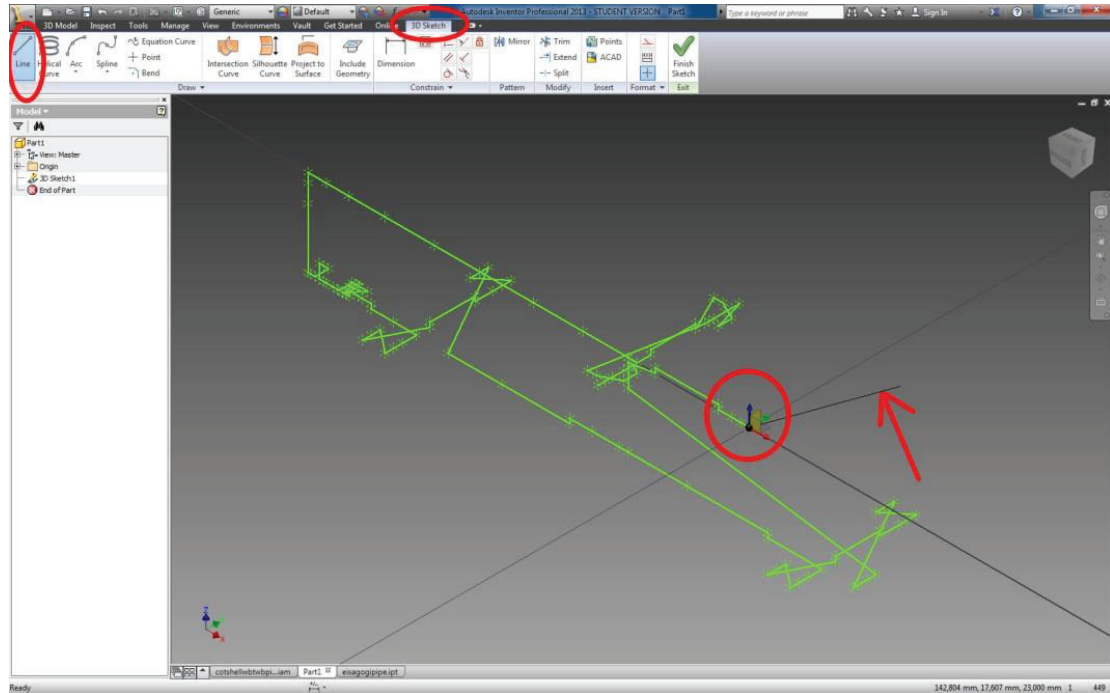 Generic Default Autodesk Inventor Professional 2013 - STUDENT VERSION Part1 Type a keyword or phrase Sign In
3D Model Inspect Tools Manage View Environments Vault Get Started 3D Sketch
Line Helical Curve Arc Spline Equation Curve Point Bend Intersection Curve Silhouette Curve Project to Surface Include Geometry Dimension Mirror Trim Extend Split Points ACAD Finish Sketch
Draw Constrain Pattern Modify Insert Format Exit
Model
Part1
View: Master
Origin
3D Sketch1
End of Part
Z
X
cotshellwbtwbpi...iam Part1 eisagogipipe.ipt
Ready 142,804 mm, 17,607 mm, 23,000 mm 1 449